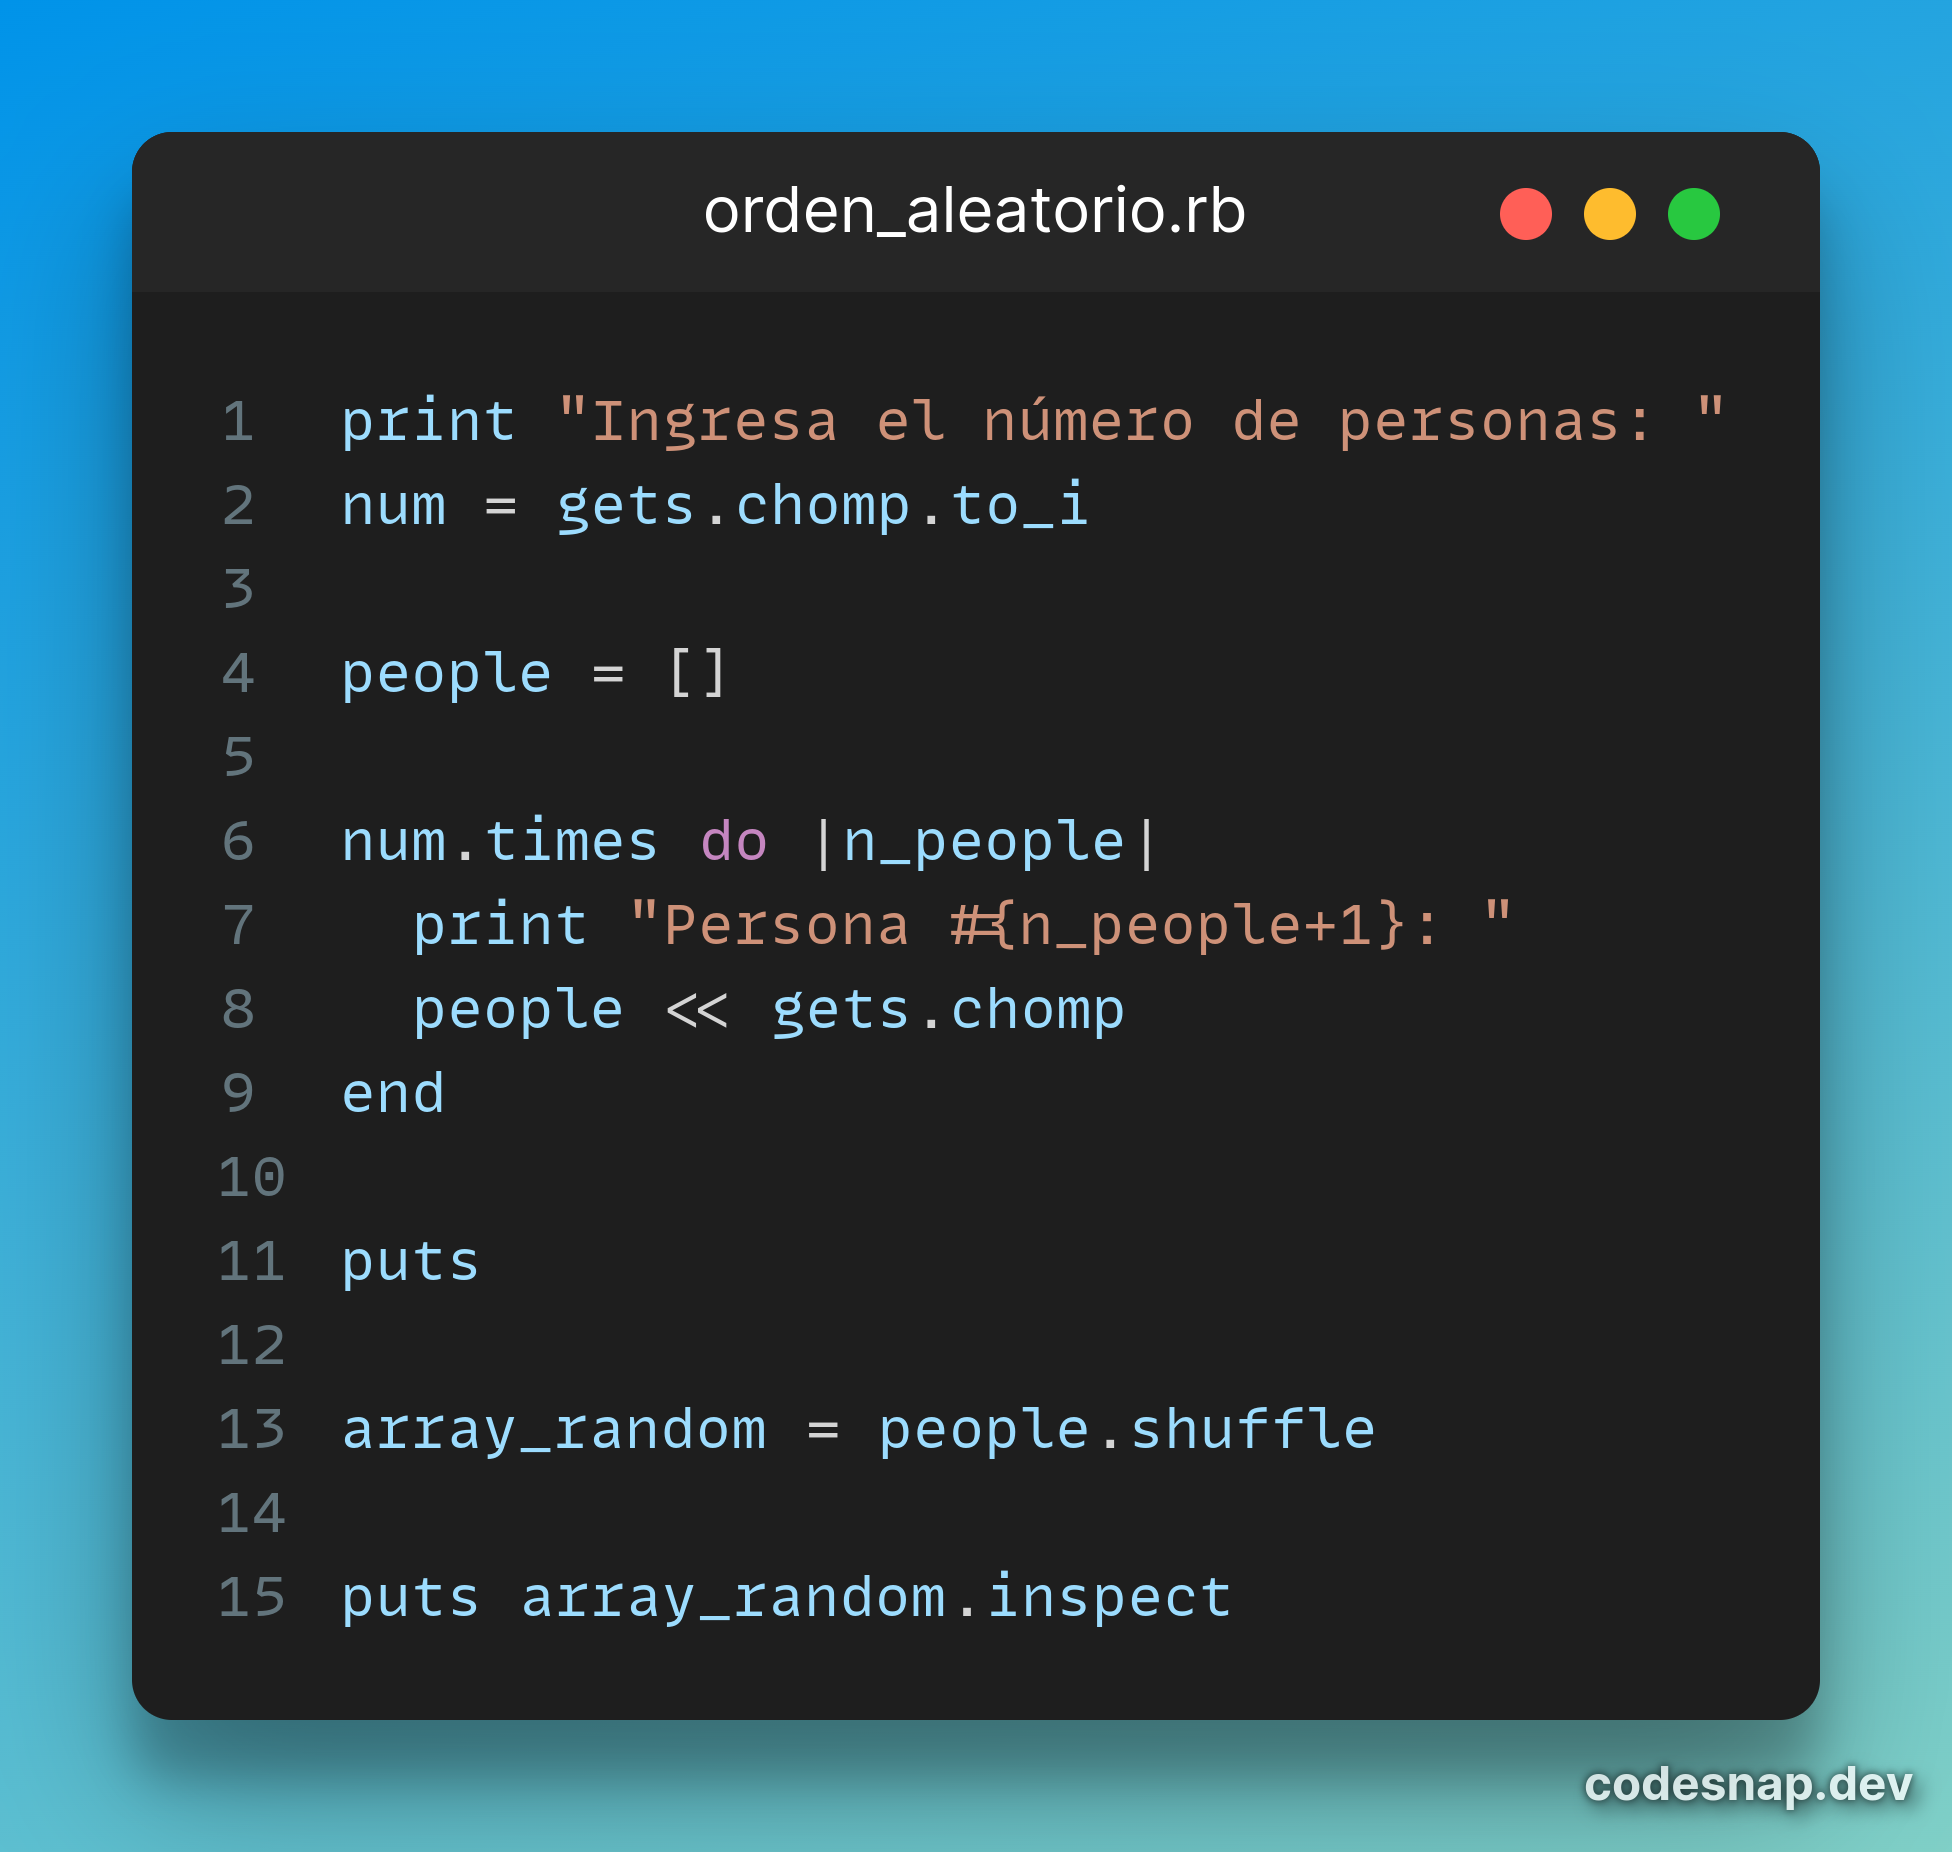 orden_aleatorio.rb
1 print "Ingresa el número de personas: "
2 num = gets.chomp.to_i
3
4 people = []
5
6 num.times do |n_people|
7   print "Persona #{n_people+1}: "
8   people << gets.chomp
9 end
10
11 puts
12
13 array_random = people.shuffle
14
15 puts array_random.inspect
codesnap.dev